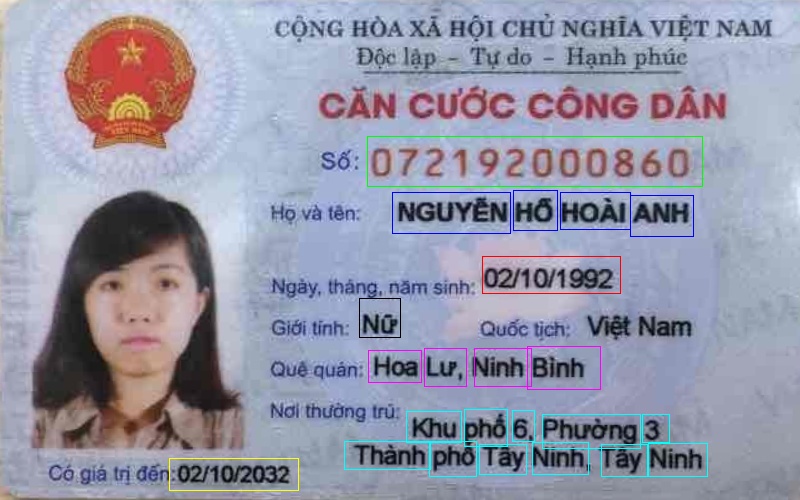 CỘNG HÒA XÃ HỘI CHỦ NGHĨA VIỆT NAM
Độc lập - Tự do - Hạnh phúc
CĂN CƯỚC CÔNG DÂN
Số: 072192000860
Họ và tên: NGUYỄN HỒ HOÀI ANH
Ngày, tháng, năm sinh: 02/10/1992
Giới tính: Nữ Quốc tịch: Việt Nam
Quê quán: Hoa Lư, Ninh Bình
Nơi thường trú: Khu phố 6, Phường 3
Thành phố Tây Ninh, Tây Ninh
Có giá trị đến: 02/10/2032